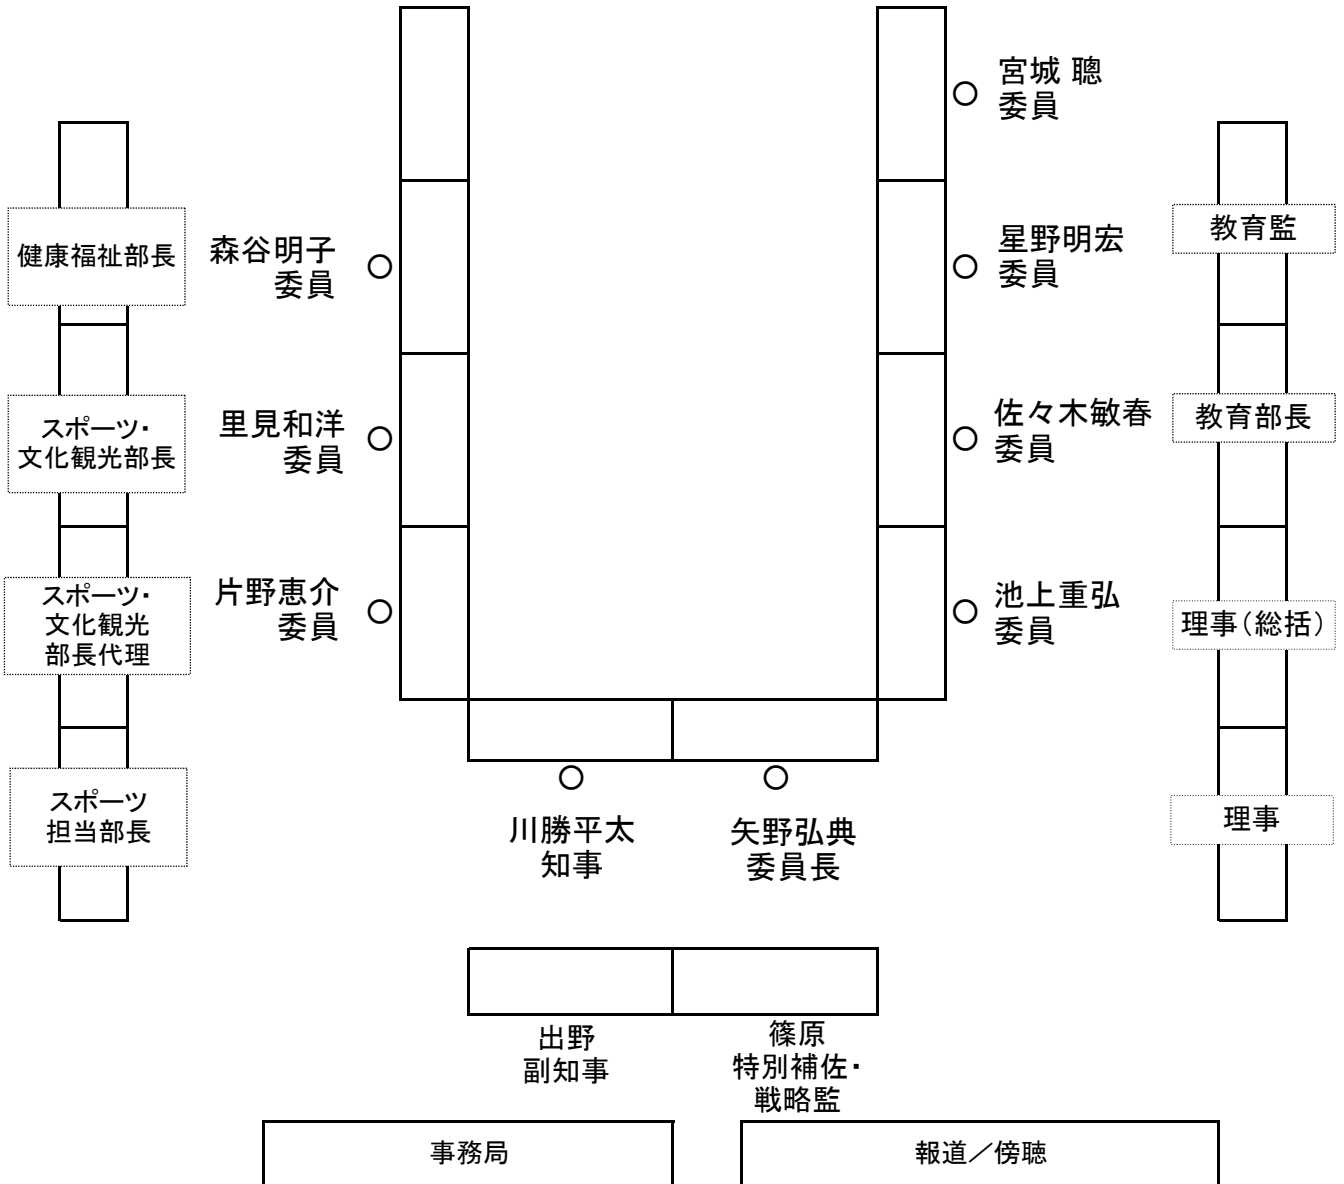 宮城 聰
委員
健康福祉部長
森谷明子
委員
星野明宏
委員
教育監
スポーツ・
文化観光部長
里見和洋
委員
佐々木敏春
委員
教育部長
スポーツ・
文化観光
部長代理
片野恵介
委員
池上重弘
委員
理事(総括)
スポーツ
担当部長
川勝平太
知事
矢野弘典
委員長
理事
出野
副知事
篠原
特別補佐・
戦略監
事務局
報道/傍聴